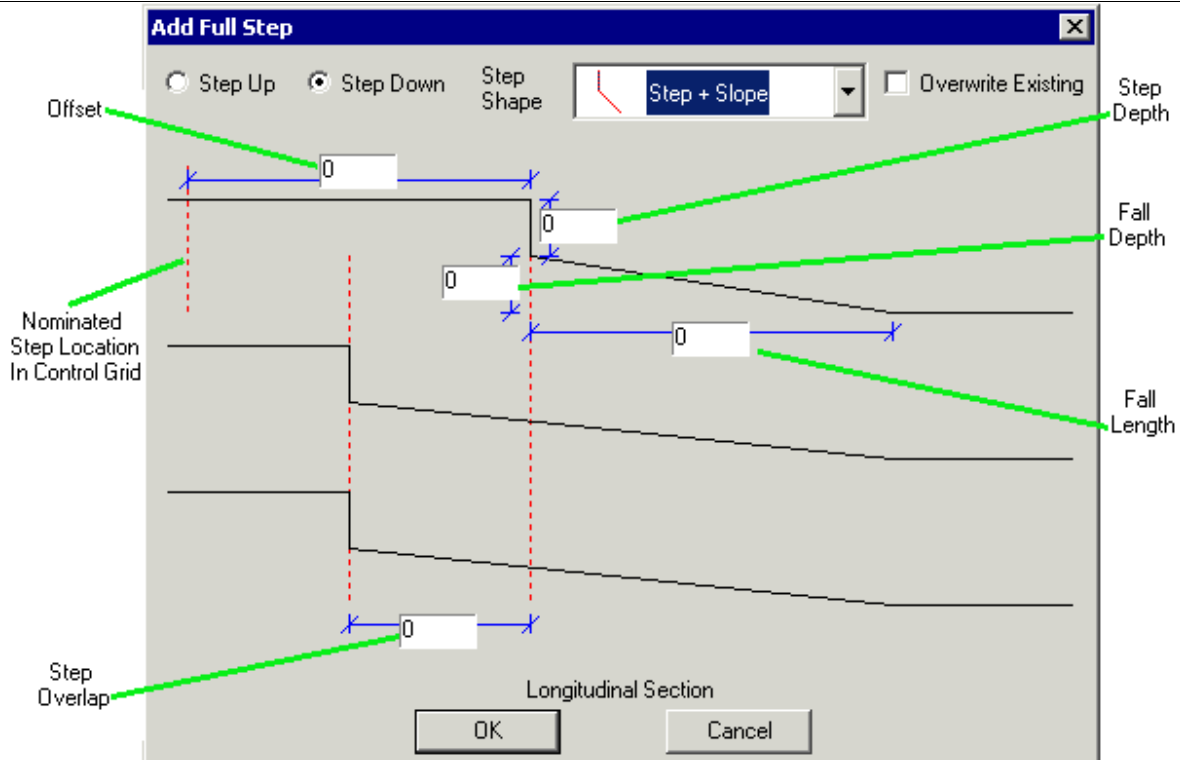 Add Full Step
Step Up
Step Down
Step
Shape
Step + Slope
Overwrite Existing
Offset
Step
Depth
0
0
Fall
Depth
0
Nominated
Step Location
In Control Grid
0
Fall
Length
0
Step
Overlap
Longitudinal Section
OK
Cancel